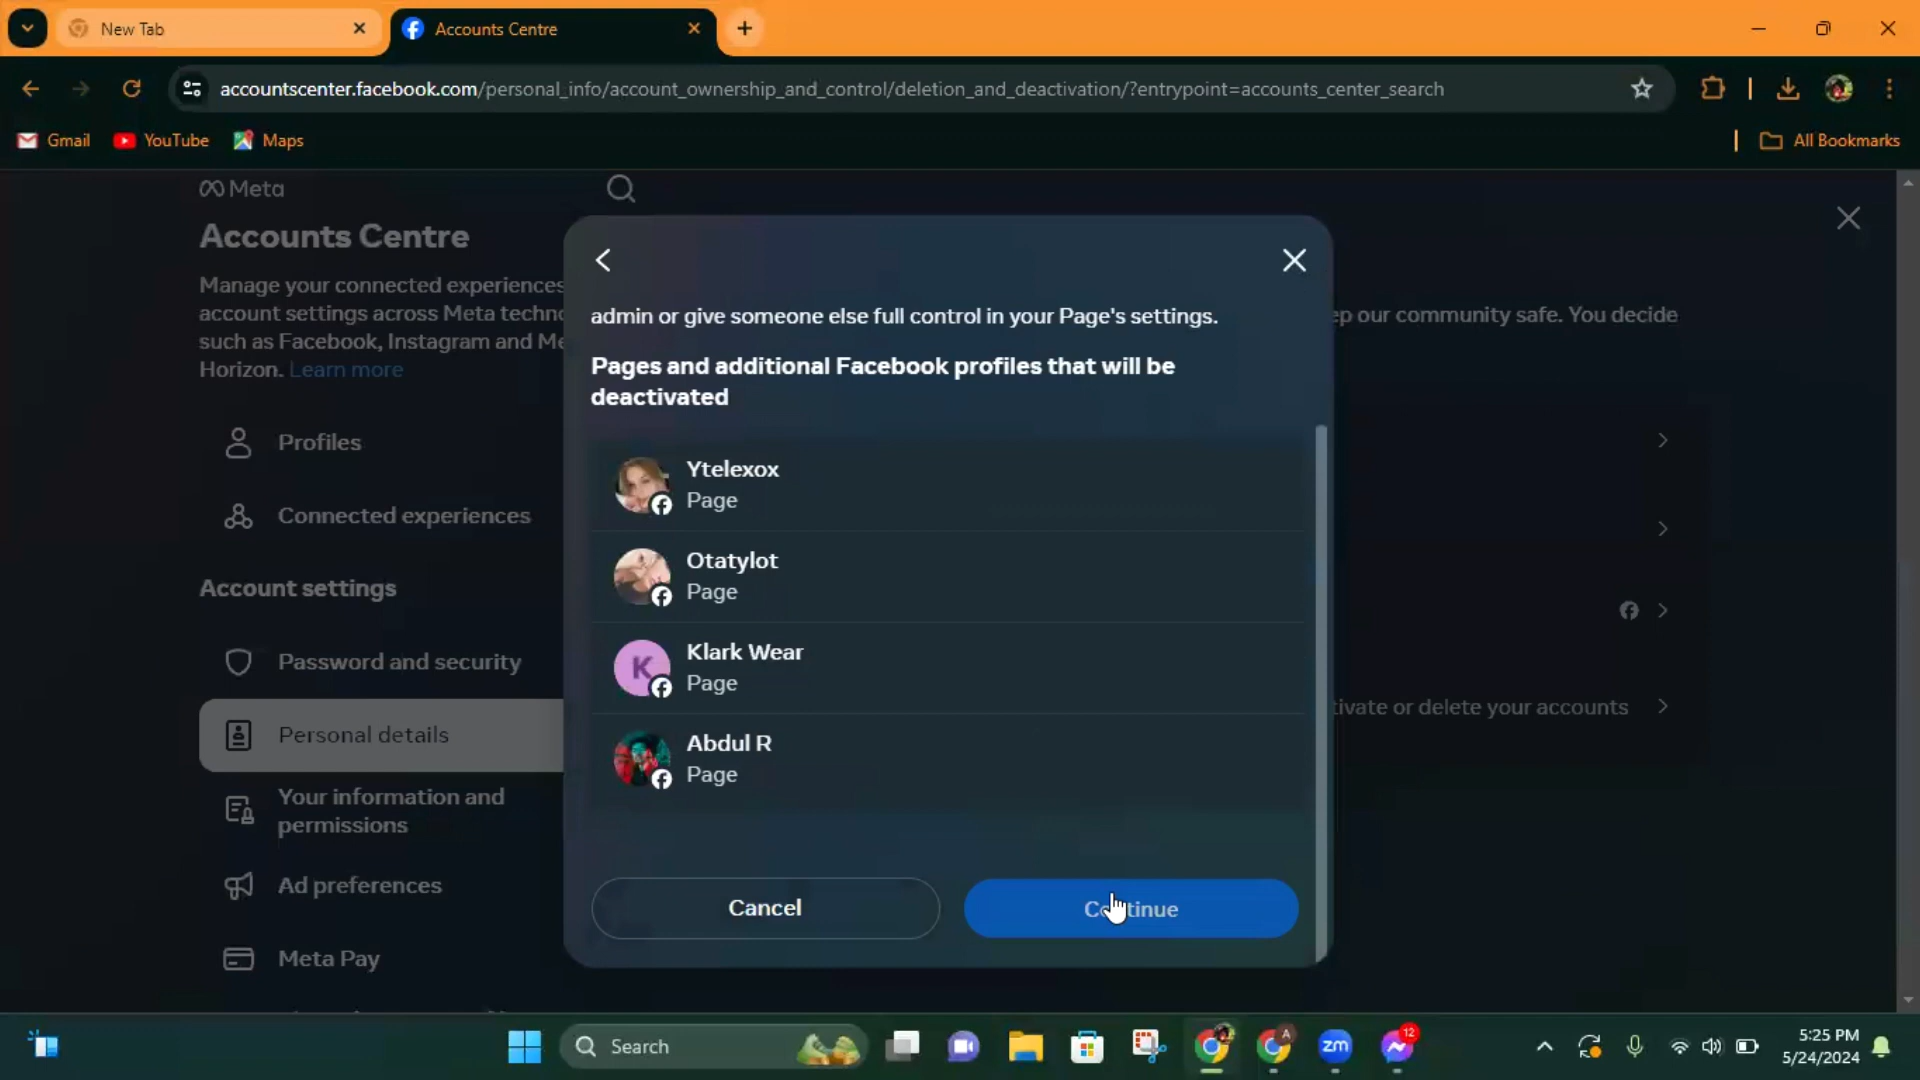 New Tab
Accounts Centre
accountscenter.facebook.com/personal_info/account_ownership_and_control/deletion_and_deactivation/?entrypoint=accounts_center_search
Gmail
YouTube
Maps
All Bookmarks
Meta
Accounts Centre
Manage your connected experiences
account settings across Meta techno
such as Facebook, Instagram and Me
Horizon. Learn more
Profiles
Connected experiences
Account settings
Password and security
Personal details
Your information and
permissions
Ad preferences
Meta Pay
admin or give someone else full control in your Page's settings.
Pages and additional Facebook profiles that will be
deactivated
Ytelexox
Page
Otatylot
Page
K
Klark Wear
Page
Abdul R
Page
Cancel
Continue
ep our community safe. You decide
tivate or delete your accounts
Search
A
zm
12
5:25 PM
5/24/2024